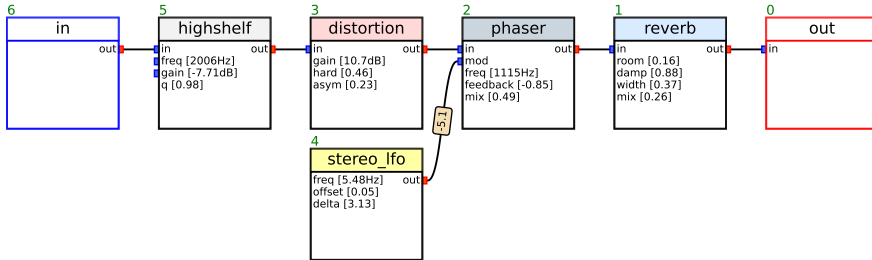 6
in
out
5
highshelf
in
out
freq [2006Hz]
gain [-7.71dB]
q [0.98]
3
distortion
in
out
gain [10.7dB]
hard [0.46]
asym [0.23]
2
phaser
in
out
mod
freq [1115Hz]
feedback [-0.85]
mix [0.49]
1
reverb
in
out
room [0.16]
damp [0.88]
width [0.37]
mix [0.26]
0
out
in
-5.1
4
stereo_lfo
freq [5.48Hz]
out
offset [0.05]
delta [3.13]